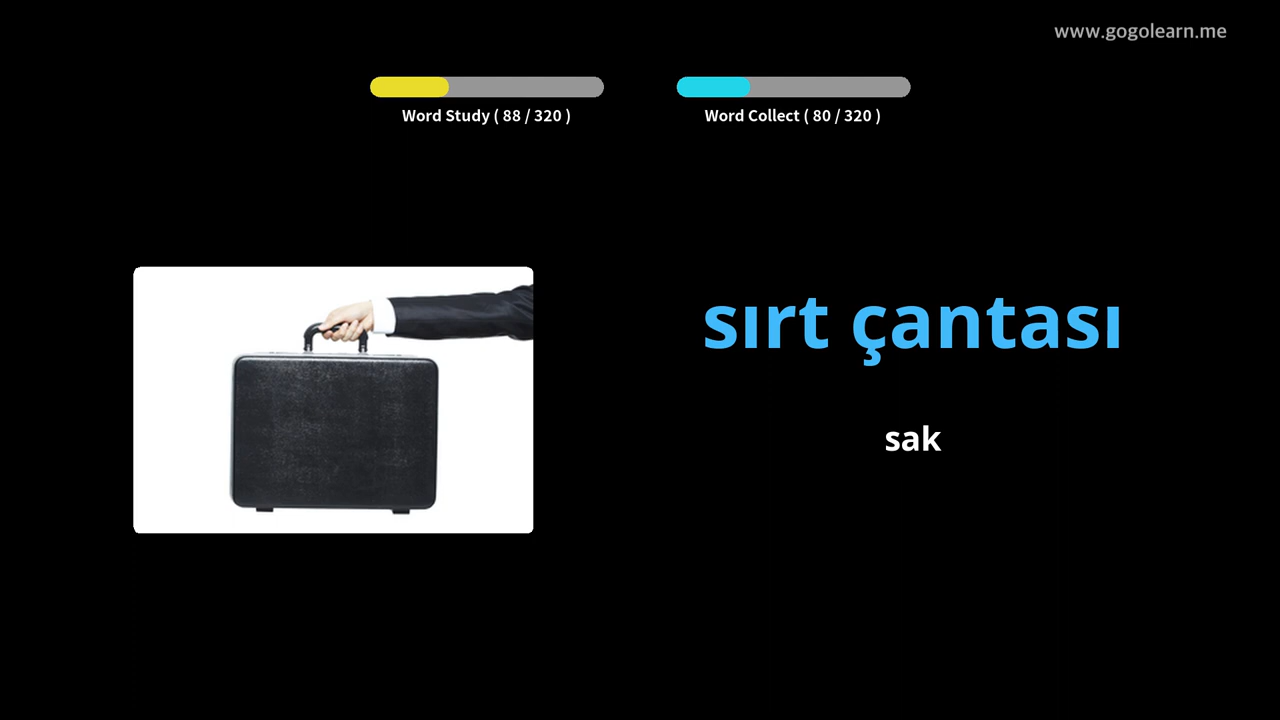 www.gogolearn.me
Word Study ( 88 / 320 )
Word Collect ( 80 / 320 )
sırt çantası
sak